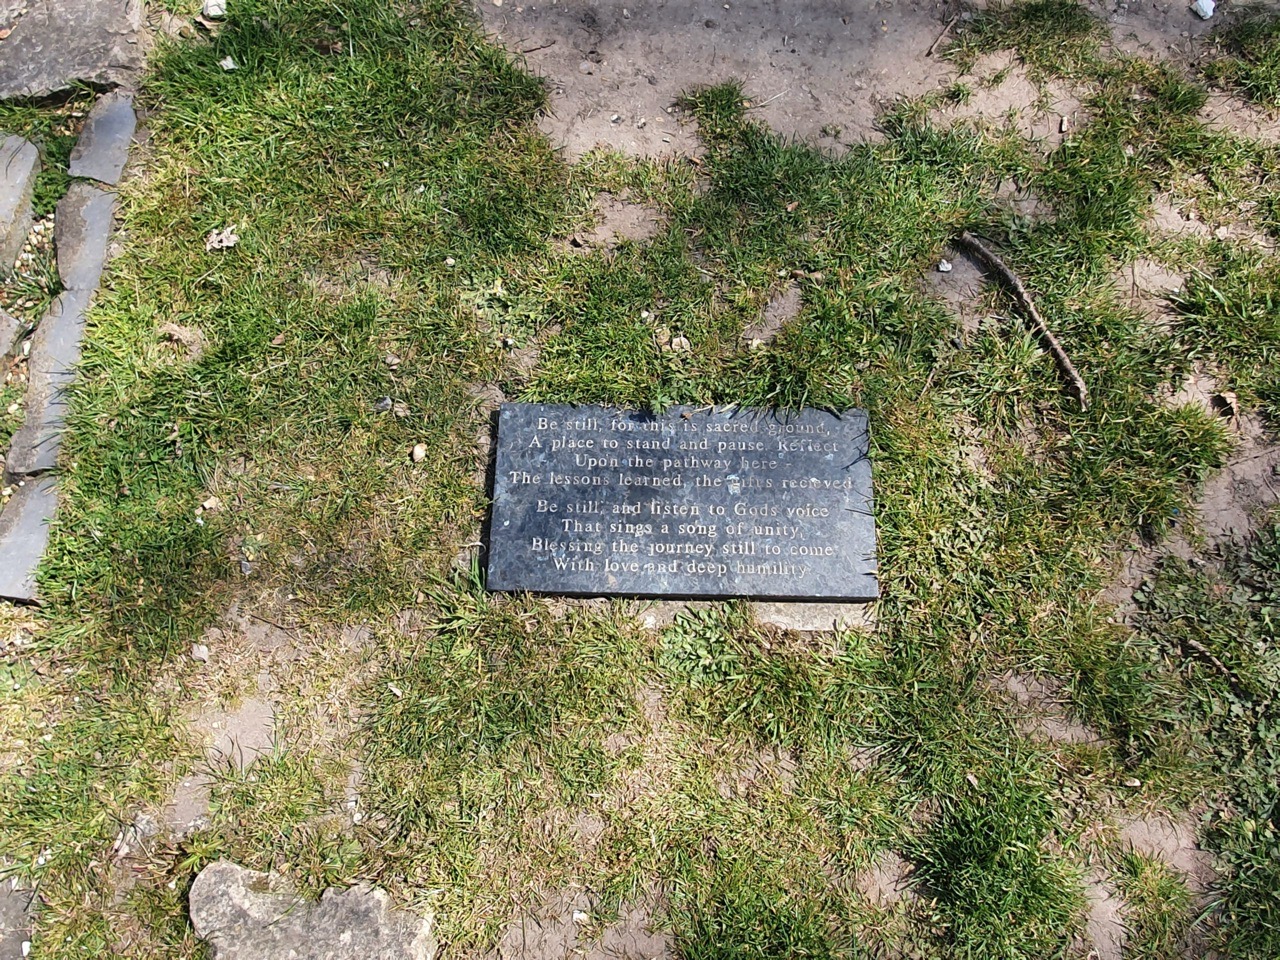 Be still, for this is sacred ground,
A place to stand and pause. Reflect
Upon the pathway here -
The lessons learned, the gifts recieved
Be still, and listen to Gods voice
That sings a song of unity,
Blessing the journey still to come
With love and deep humility